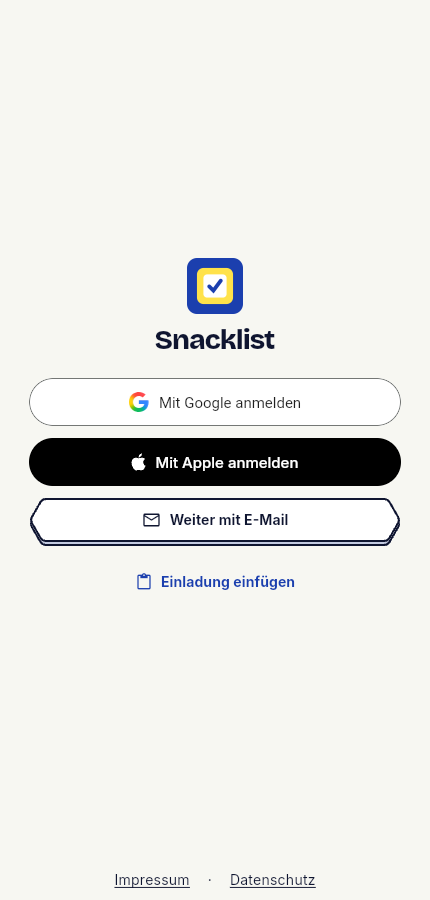 Snacklist
Mit Google anmelden
Mit Apple anmelden
Weiter mit E-Mail
Einladung einfügen
Impressum · Datenschutz